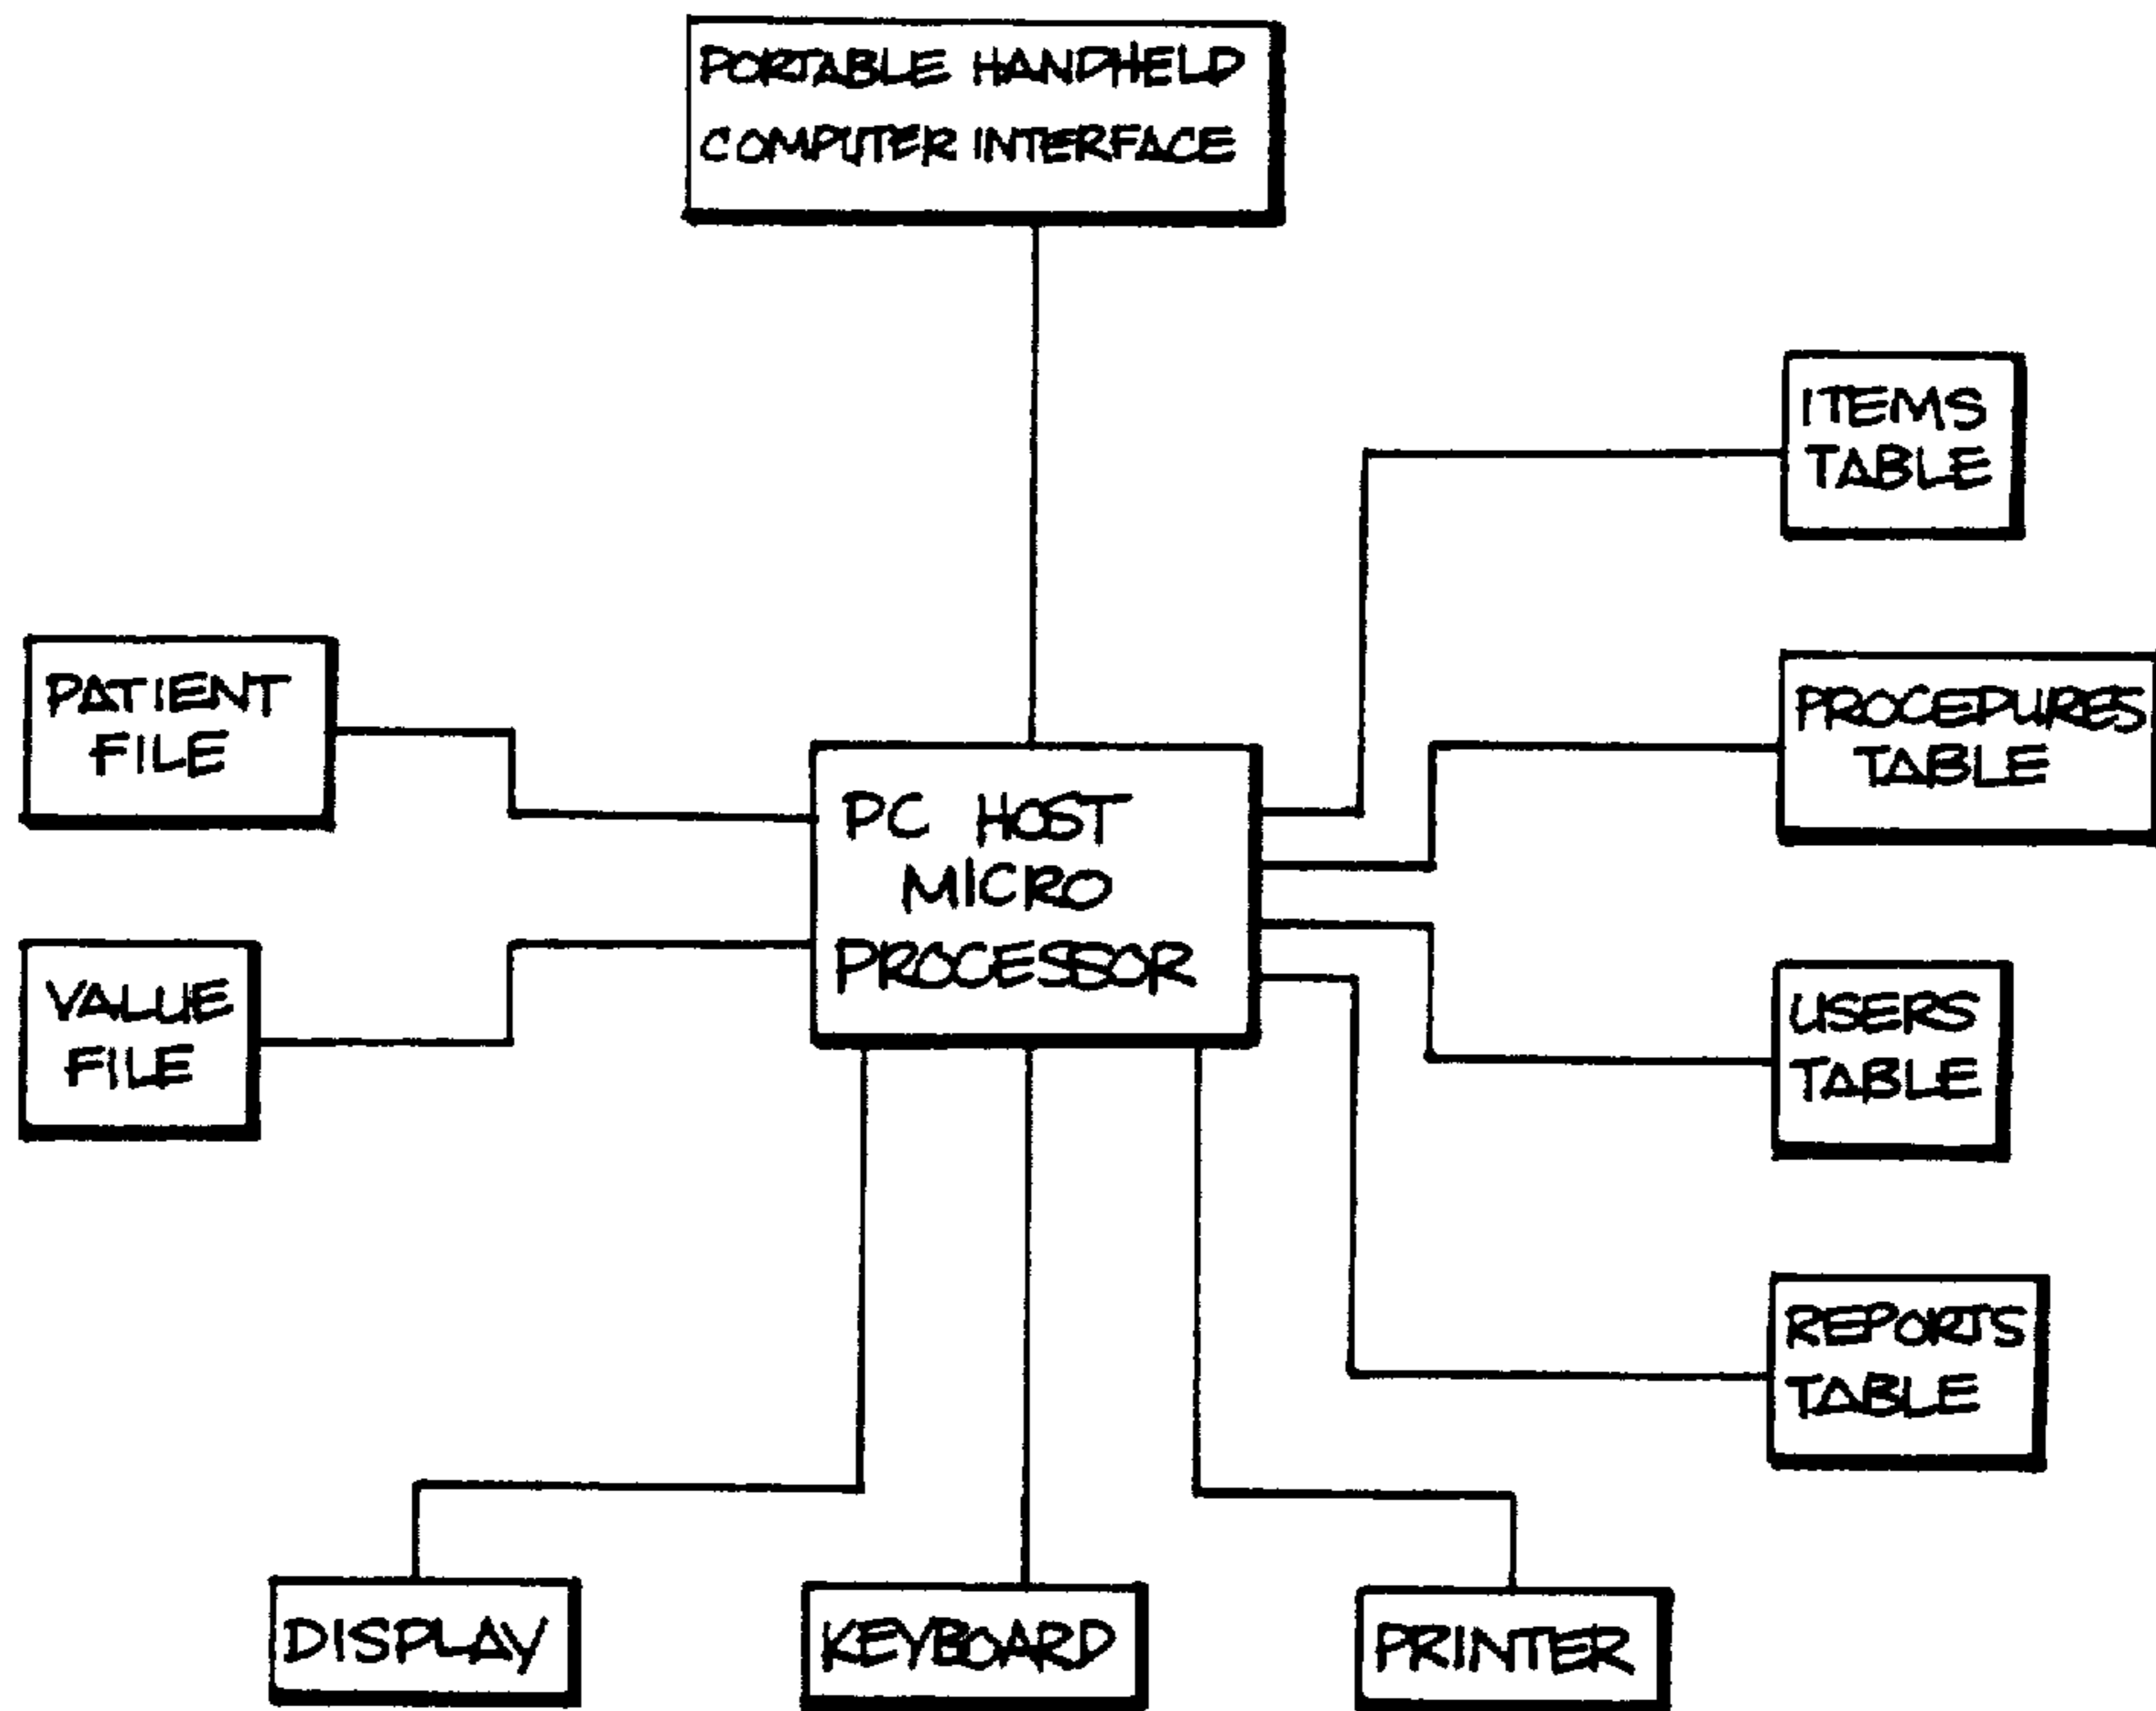 PORTABLE HANDHELD
COMPUTER INTERFACE
ITEMS
TABLE
PATIENT
FILE
PROCEDURES
TABLE
PC HOST
MICRO
PROCESSOR
VALUE
FILE
USERS
TABLE
REPORTS
TABLE
DISPLAY
KEYBOARD
PRINTER